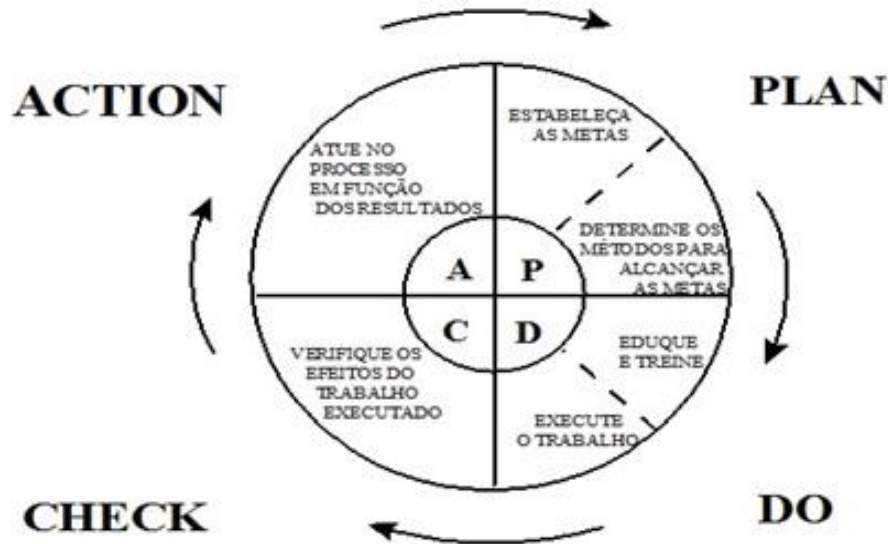 ACTION
PLAN
ESTABELEÇA
AS METAS
ATUE NO
PROCESSO
EM FUNÇÃO
DOS RESULTADOS
DETERMINE OS
MÉTODOS PARA
ALCANÇAR
AS METAS
A
P
C
D
EDUQUE
E TREINE
VERIFIQUE OS
EFEITOS DO
TRABALHO
EXECUTADO
EXECUTE
O TRABALHO
CHECK
DO